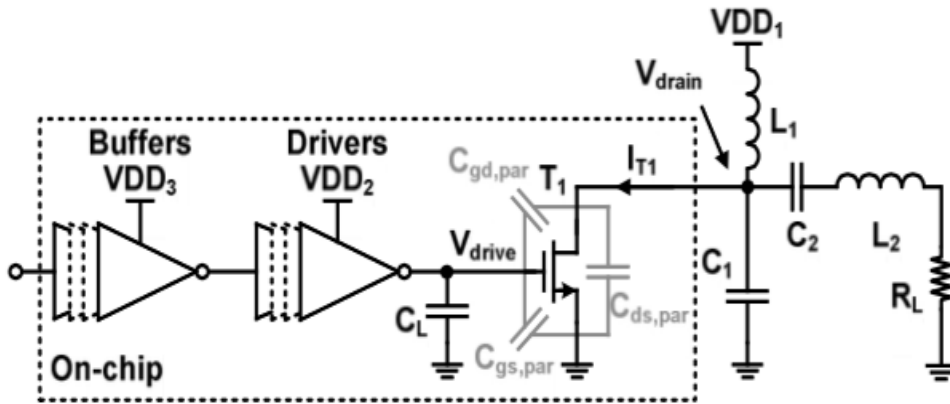 VDD1
Vdrain
L1
Buffers
VDD3
Drivers
VDD2
Cgd,par
T1
IT1
Vdrive
C2
L2
C1
RL
CL
Cds,par
Cgs,par
On-chip